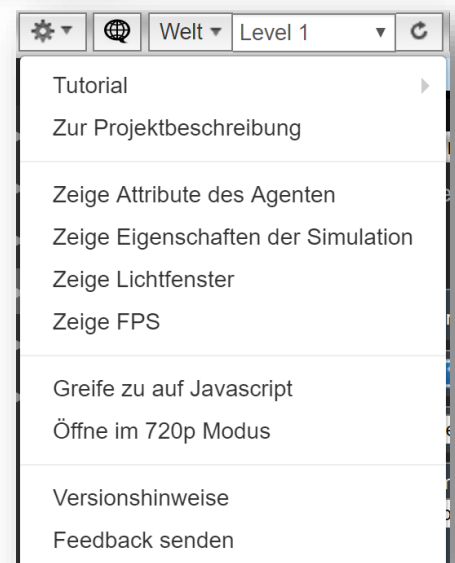 Welt Level 1
Tutorial
Zur Projektbeschreibung
Zeige Attribute des Agenten
Zeige Eigenschaften der Simulation
Zeige Lichtfenster
Zeige FPS
Greife zu auf Javascript
Öffne im 720p Modus
Versionshinweise
Feedback senden